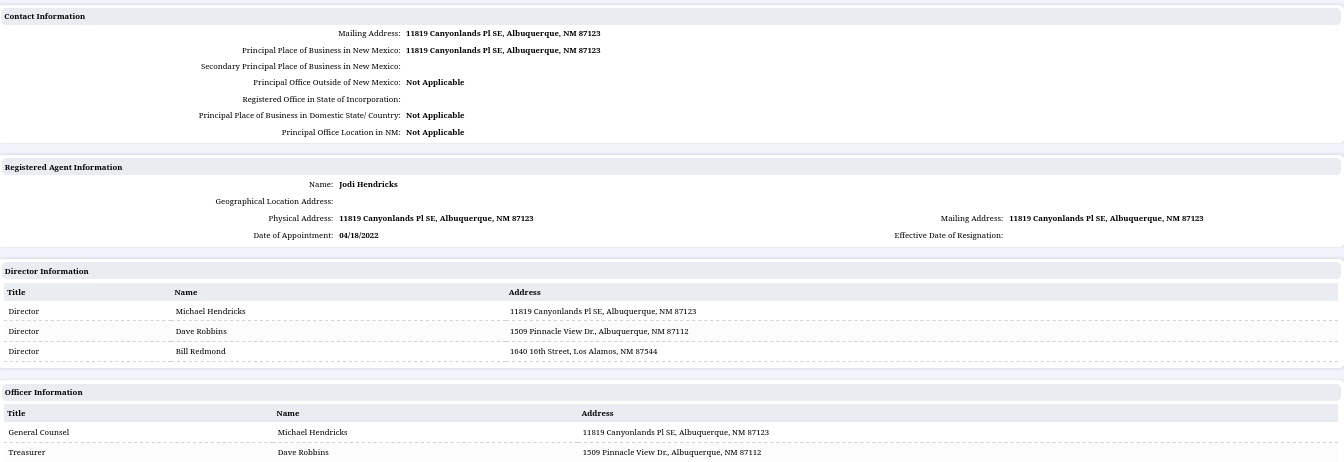 Contact Information
Mailing Address: 11819 Canyonlands Pl SE, Albuquerque, NM 87123
Principal Place of Business in New Mexico: 11819 Canyonlands Pl SE, Albuquerque, NM 87123
Secondary Principal Place of Business in New Mexico:
Principal Office Outside of New Mexico: Not Applicable
Registered Office in State of Incorporation:
Principal Place of Business in Domestic State/ Country: Not Applicable
Principal Office Location in NM: Not Applicable
Registered Agent Information
Name: Jodi Hendricks
Geographical Location Address:
Physical Address: 11819 Canyonlands Pl SE, Albuquerque, NM 87123 Mailing Address: 11819 Canyonlands Pl SE, Albuquerque, NM 87123
Date of Appointment: 04/18/2022 Effective Date of Resignation:
Director Information
Title Name Address
Director Michael Hendricks 11819 Canyonlands Pl SE, Albuquerque, NM 87123
Director Dave Robbins 1509 Pinnacle View Dr., Albuquerque, NM 87112
Director Bill Redmond 1640 16th Street, Los Alamos, NM 87544
Officer Information
Title Name Address
General Counsel Michael Hendricks 11819 Canyonlands Pl SE, Albuquerque, NM 87123
Treasurer Dave Robbins 1509 Pinnacle View Dr., Albuquerque, NM 87112